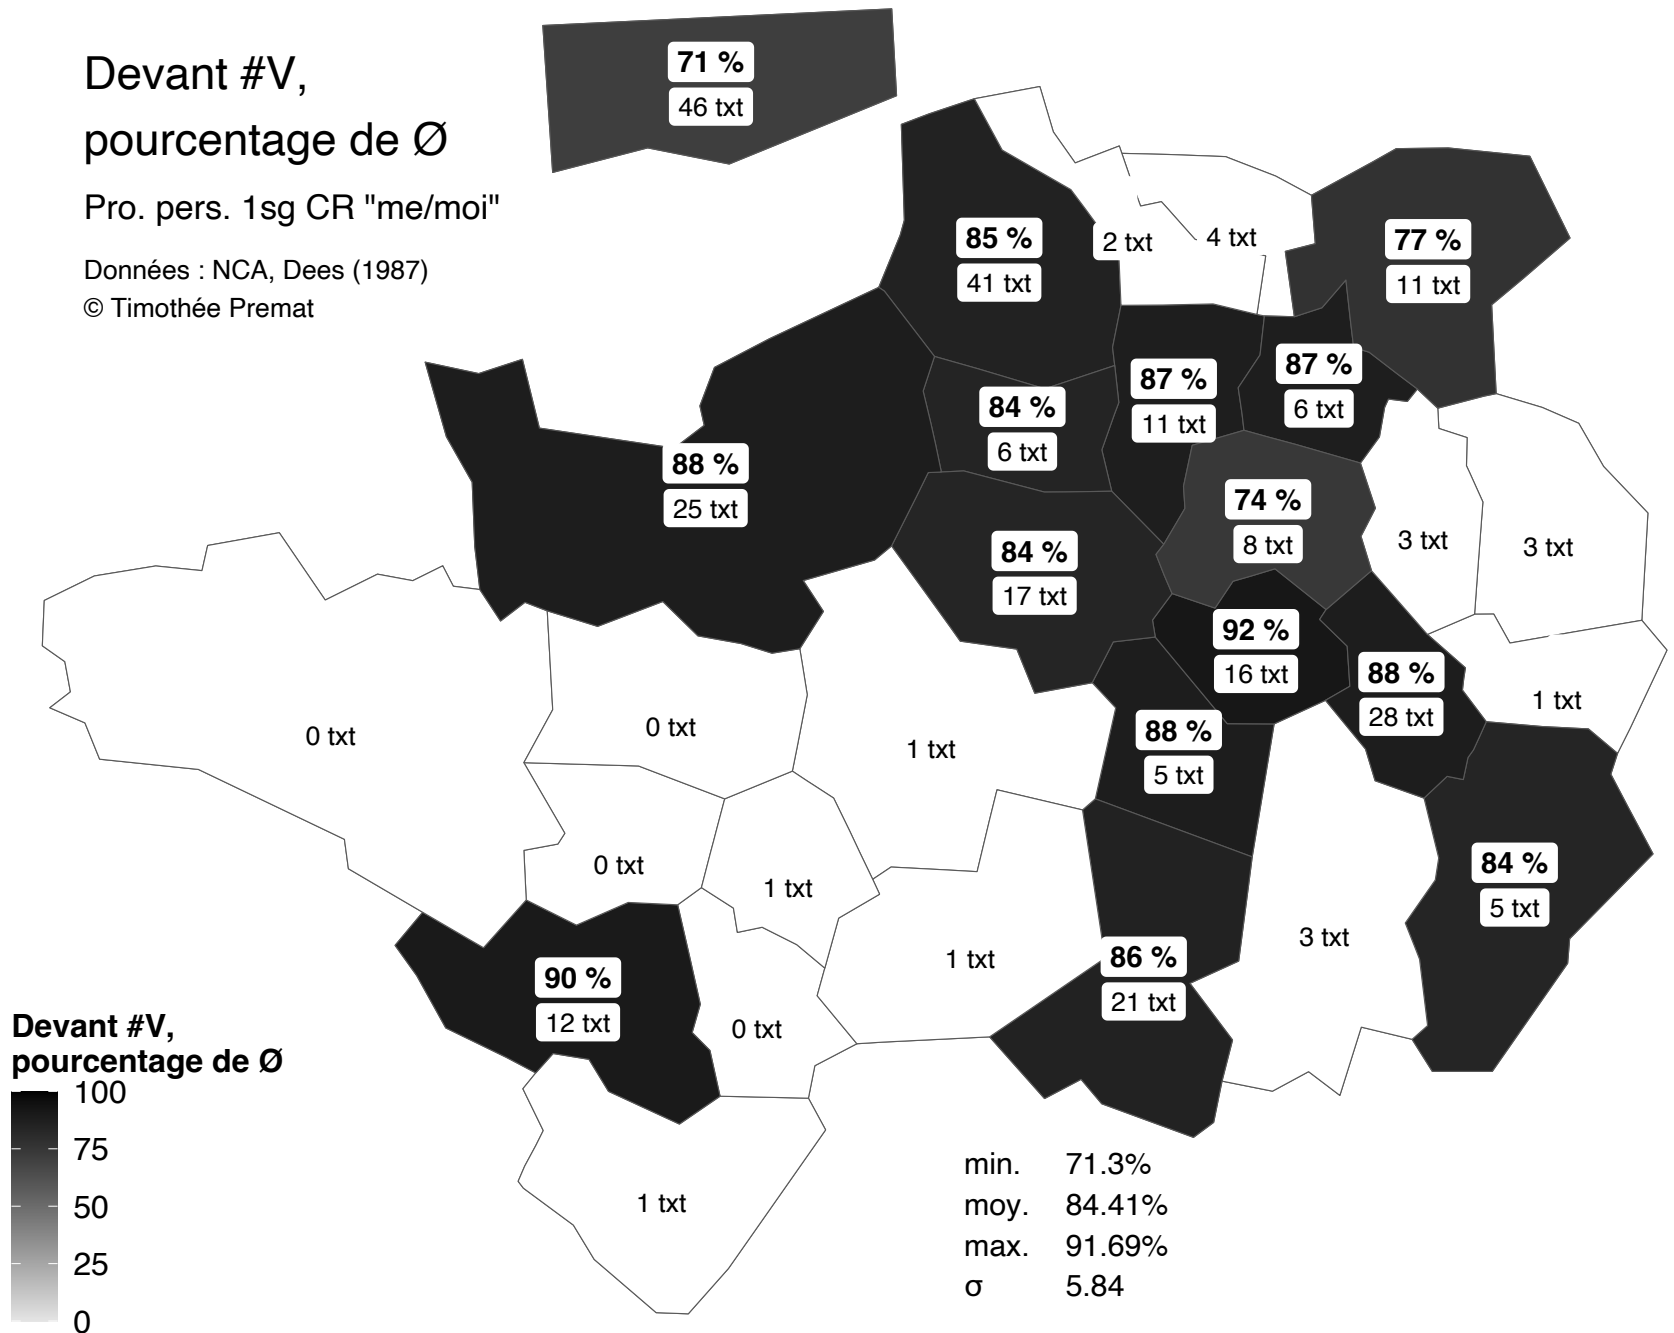 Devant #V,
pourcentage de Ø
Pro. pers. 1sg CR "me/moi"
Données : NCA, Dees (1987)
© Timothée Premat
71 %
46 txt
85 %
41 txt
2 txt
4 txt
77 %
11 txt
87 %
6 txt
87 %
11 txt
84 %
6 txt
88 %
25 txt
74 %
8 txt
3 txt
3 txt
84 %
17 txt
92 %
16 txt
88 %
28 txt
1 txt
0 txt
0 txt
1 txt
88 %
5 txt
0 txt
1 txt
84 %
5 txt
90 %
12 txt
0 txt
1 txt
86 %
21 txt
3 txt
1 txt
Devant #V,
pourcentage de Ø
100
75
50
25
0
min. 71.3%
moy. 84.41%
max. 91.69%
σ 5.84